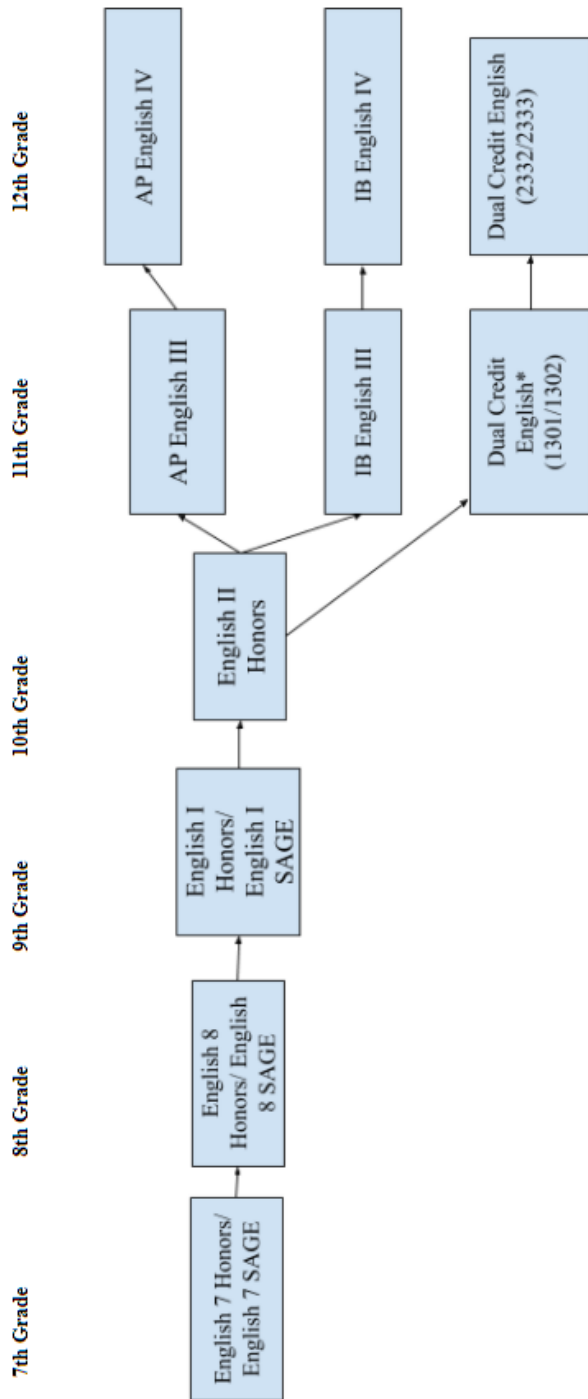 7th Grade
8th Grade
9th Grade
10th Grade
11th Grade
12th Grade
English 7 Honors/
English 7 SAGE
English 8
Honors/ English
8 SAGE
English I
Honors/
English I
SAGE
English II
Honors
AP English III
AP English IV
IB English III
IB English IV
Dual Credit
English*
(1301/1302)
Dual Credit English
(2332/2333)